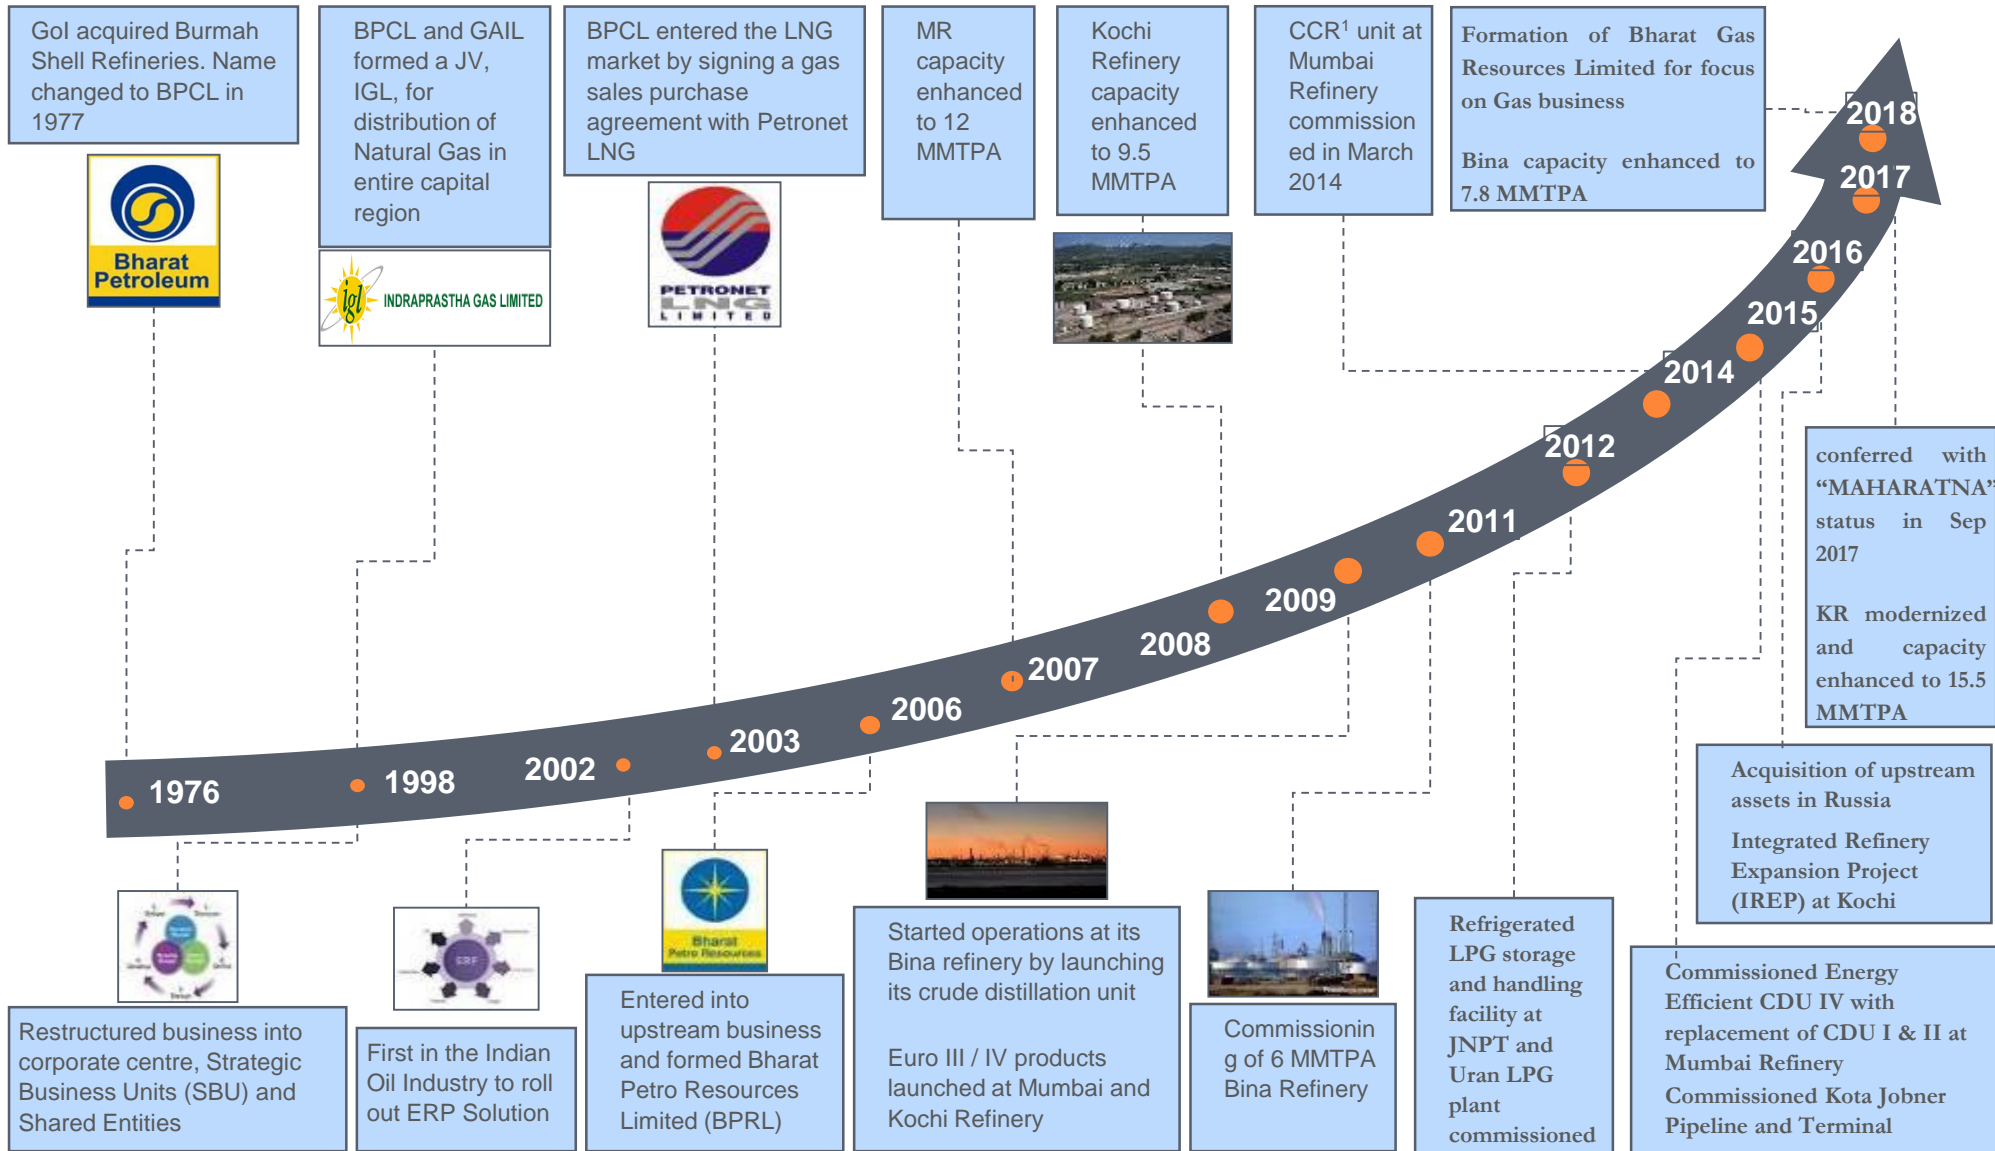 GoI acquired Burmah
Shell Refineries. Name
changed to BPCL in
1977
BPCL and GAIL
formed a JV,
IGL, for
distribution of
Natural Gas in
entire capital
region
BPCL entered the LNG
market by signing a gas
sales purchase
agreement with Petronet
LNG
MR
capacity
enhanced
to 12
MMTPA
Kochi
Refinery
capacity
enhanced
to 9.5
MMTPA
CCR¹ unit at
Mumbai
Refinery
commission
ed in March
2014
Formation of Bharat Gas
Resources Limited for focus
on Gas business
Bina capacity enhanced to
7.8 MMTPA
Bharat
Petroleum
igl INDRAPRASTHA GAS LIMITED
PETRONET
LNG
LIMITED
2018
2017
2016
2015
2014
2012
2011
2009
2008
2007
2006
2003
2002
1998
1976
conferred with
“MAHARATNA”
status in Sep
2017
KR modernized
and capacity
enhanced to 15.5
MMTPA
Acquisition of upstream
assets in Russia
Integrated Refinery
Expansion Project
(IREP) at Kochi
ERP
Bharat
Petro Resources
Restructured business into
corporate centre, Strategic
Business Units (SBU) and
Shared Entities
First in the Indian
Oil Industry to roll
out ERP Solution
Entered into
upstream business
and formed Bharat
Petro Resources
Limited (BPRL)
Started operations at its
Bina refinery by launching
its crude distillation unit
Euro III / IV products
launched at Mumbai and
Kochi Refinery
Commissionin
g of 6 MMTPA
Bina Refinery
Refrigerated
LPG storage
and handling
facility at
JNPT and
Uran LPG
plant
commissioned
Commissioned Energy
Efficient CDU IV with
replacement of CDU I & II at
Mumbai Refinery
Commissioned Kota Jobner
Pipeline and Terminal